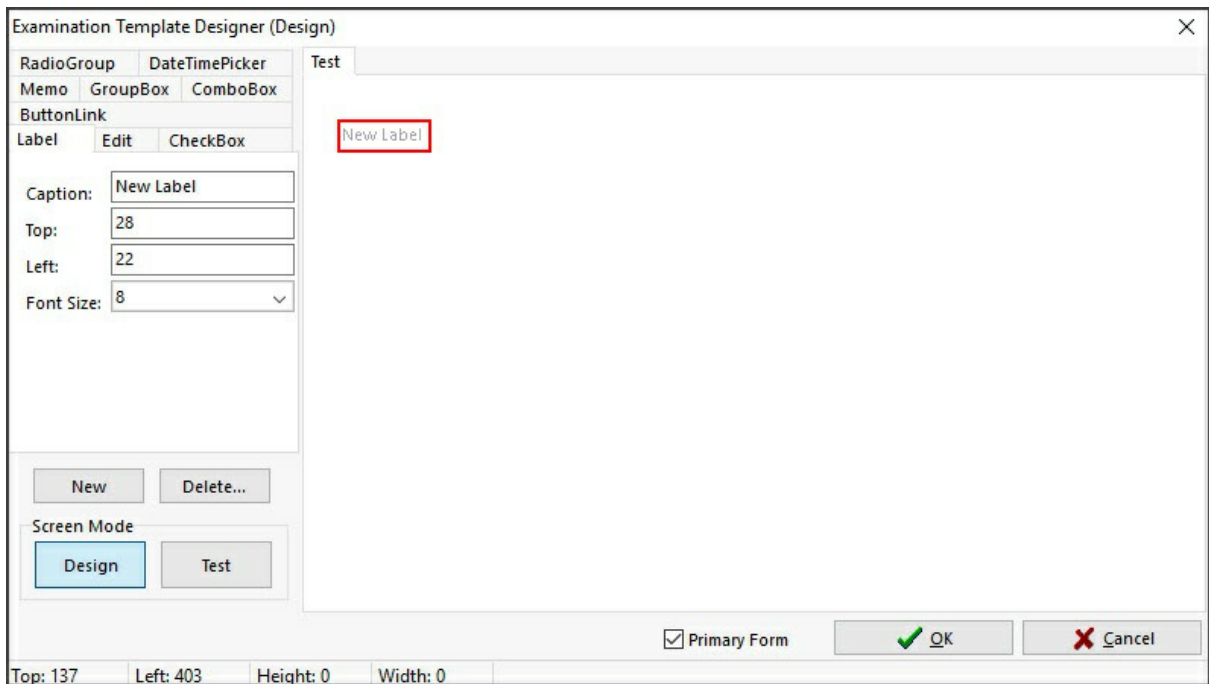 Examination Template Designer (Design)
RadioGroup DateTimePicker
Memo GroupBox ComboBox
ButtonLink
Label Edit CheckBox
Caption: New Label
Top: 28
Left: 22
Font Size: 8
New Delete...
Screen Mode
Design Test
Test
New Label
Primary Form OK Cancel
Top: 137 Left: 403 Height: 0 Width: 0